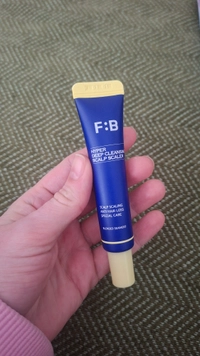 F:B
HYPER
DEEP CLEANSING
SCALP SCALER
SCALP SCALING
ANTI HAIR LOSS
SPECIAL CARE